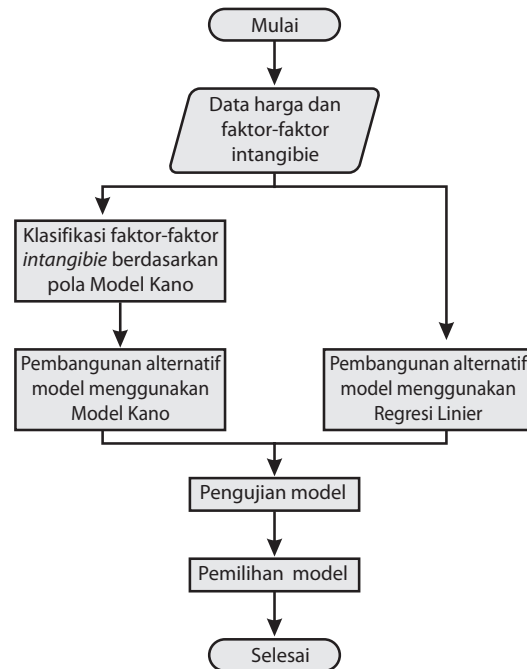 Mulai
Data harga dan
faktor-faktor
intangibie
Klasifikasi faktor-faktor
intangibie berdasarkan
pola Model Kano
Pembangunan alternatif
model menggunakan
Model Kano
Pembangunan alternatif
model menggunakan
Regresi Linier
Pengujian model
Pemilihan model
Selesai